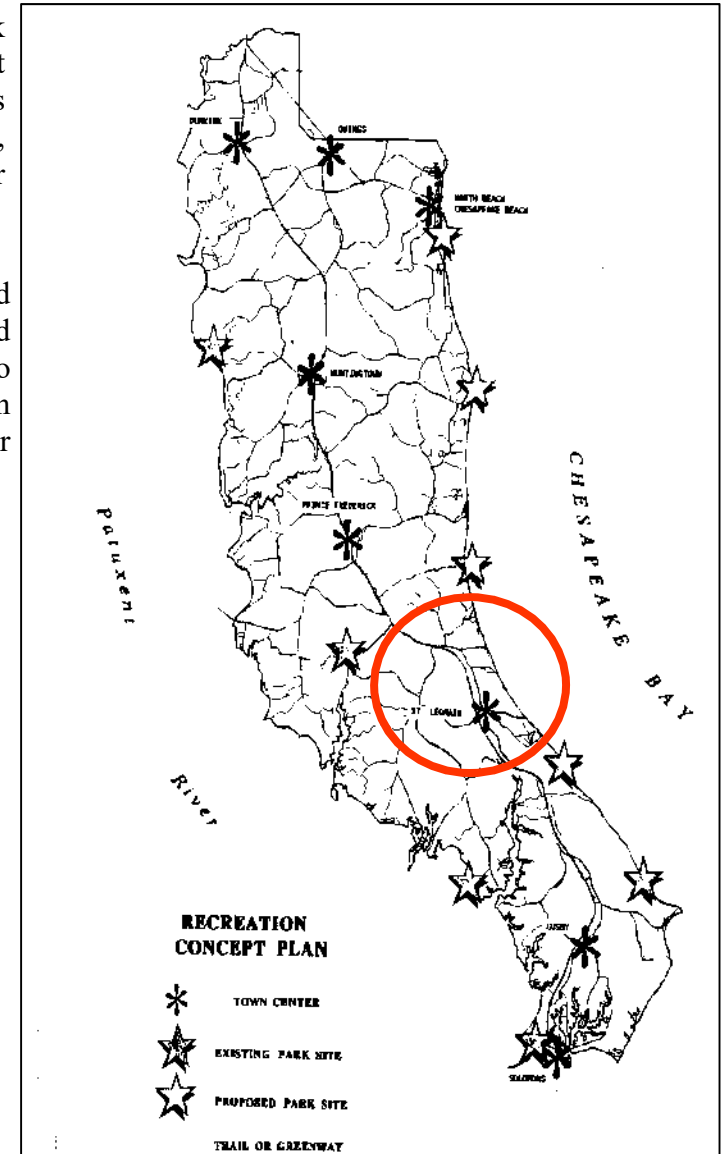 k
t
s
,
r
d
d
o
n
r
OWINGS
NORTH BEACH
CHESAPEAKE BEACH
HUNTINGTOWN
PRINCE FREDERICK
CHESAPEAKE BAY
Patuxent
ST LEONARD
River
LUSBY
SOLOMONS
RECREATION
CONCEPT PLAN
TOWN CENTER
EXISTING PARK SITE
PROPOSED PARK SITE
TRAIL OR GREENWAY